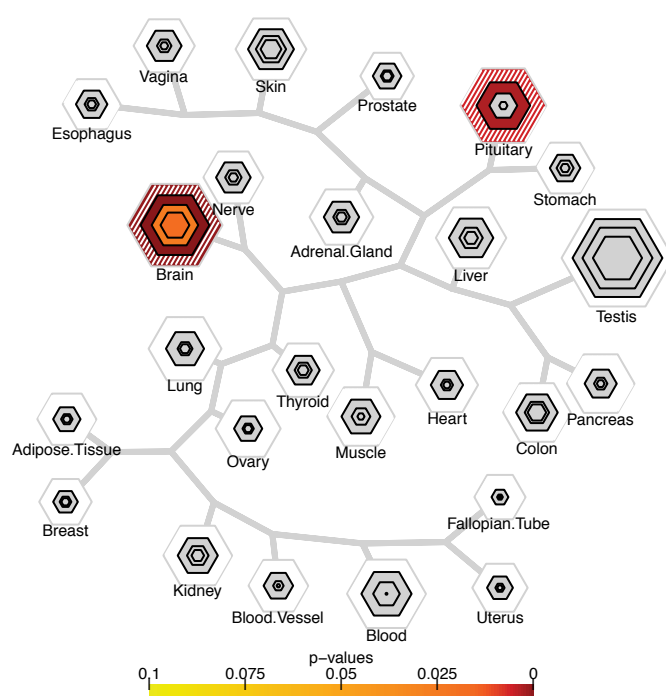 Vagina
Skin
Prostate
Esophagus
Pituitary
Stomach
Nerve
Adrenal.Gland
Liver
Brain
Testis
Lung
Thyroid
Heart
Pancreas
Muscle
Colon
Adipose.Tissue
Ovary
Breast
Fallopian.Tube
Kidney
Blood.Vessel
Uterus
Blood
p-values
0.1 0.075 0.05 0.025 0